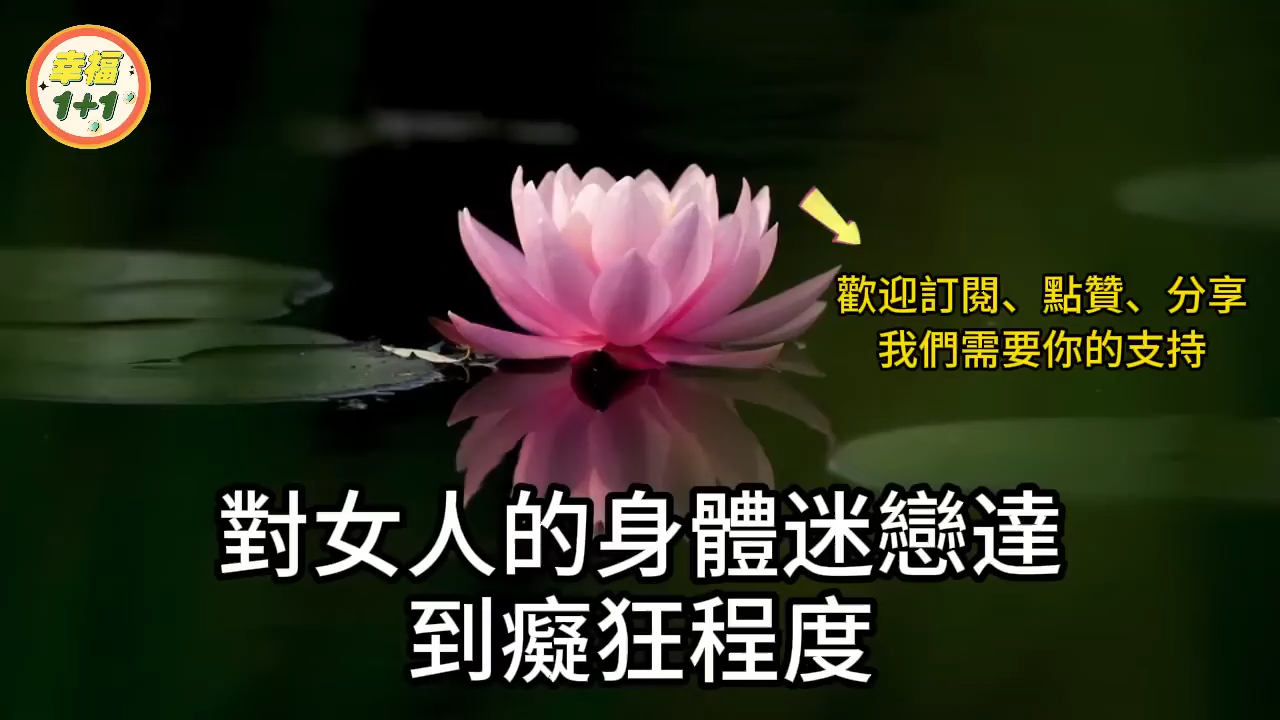 幸福
1+1
歡迎訂閱、點贊、分享
我們需要你的支持
對女人的身體迷戀達
到癡狂程度